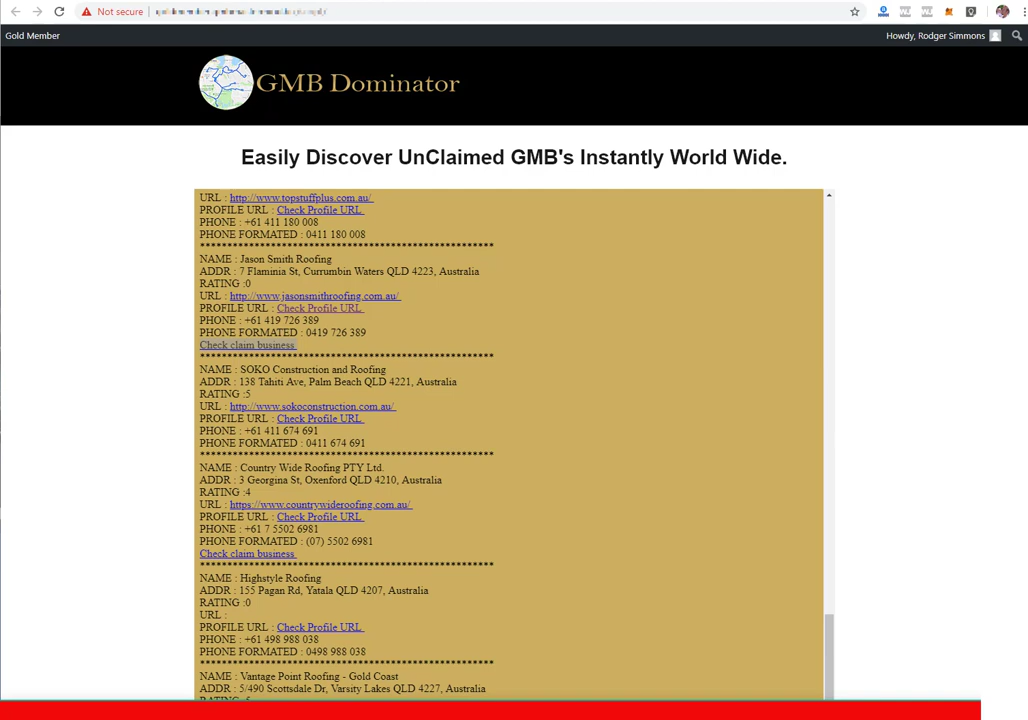 Not secure
Gold Member
Howdy, Rodger Simmons
GMB Dominator
Easily Discover UnClaimed GMB's Instantly World Wide.
URL : http://www.topstuffplus.com.au/
PROFILE URL : Check Profile URL
PHONE : +61 411 180 008
PHONE FORMATED : 0411 180 008
*****************************************************
NAME : Jason Smith Roofing
ADDR : 7 Flaminia St, Currumbin Waters QLD 4223, Australia
RATING :0
URL : http://www.jasonsmithroofing.com.au/
PROFILE URL : Check Profile URL
PHONE : +61 419 726 389
PHONE FORMATED : 0419 726 389
Check claim business
*****************************************************
NAME : SOKO Construction and Roofing
ADDR : 138 Tahiti Ave, Palm Beach QLD 4221, Australia
RATING :5
URL : http://www.sokoconstruction.com.au/
PROFILE URL : Check Profile URL
PHONE : +61 411 674 691
PHONE FORMATED : 0411 674 691
*****************************************************
NAME : Country Wide Roofing PTY Ltd.
ADDR : 3 Georgina St, Oxenford QLD 4210, Australia
RATING :4
URL : https://www.countrywideroofing.com.au/
PROFILE URL : Check Profile URL
PHONE : +61 7 5502 6981
PHONE FORMATED : (07) 5502 6981
Check claim business
*****************************************************
NAME : Highstyle Roofing
ADDR : 155 Pagan Rd, Yatala QLD 4207, Australia
RATING :0
URL :
PROFILE URL : Check Profile URL
PHONE : +61 498 988 038
PHONE FORMATED : 0498 988 038
*****************************************************
NAME : Vantage Point Roofing - Gold Coast
ADDR : 5/490 Scottsdale Dr, Varsity Lakes QLD 4227, Australia